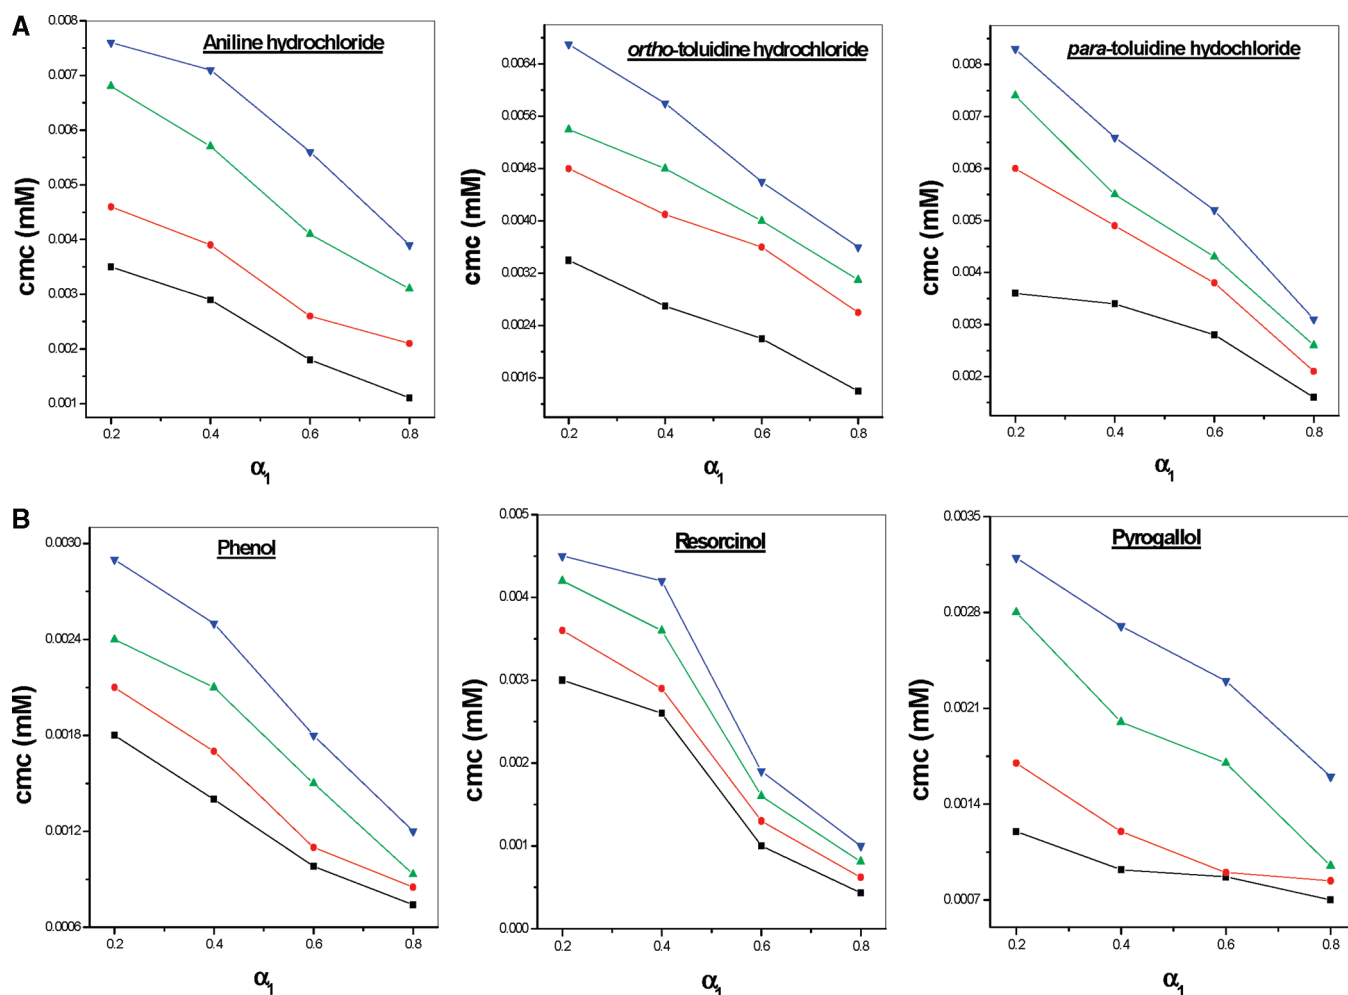 A
Aniline hydrochloride
0.008
0.007
0.006
0.005
0.004
0.003
0.002
0.001
cmc (mM)
0.2 0.4 0.6 0.8
α1
ortho-toluidine hydrochloride
0.0064
0.0056
0.0048
0.0040
0.0032
0.0024
0.0016
cmc (mM)
0.2 0.4 0.6 0.8
α1
para-toluidine hydochloride
0.008
0.007
0.006
0.005
0.004
0.003
0.002
cmc (mM)
0.2 0.4 0.6 0.8
α1
B
Phenol
0.0030
0.0024
0.0018
0.0012
0.0006
cmc (mM)
0.2 0.4 0.6 0.8
α1
Resorcinol
0.005
0.004
0.003
0.002
0.001
0.000
cmc (mM)
0.2 0.4 0.6 0.8
α1
Pyrogallol
0.0035
0.0028
0.0021
0.0014
0.0007
cmc (mM)
0.2 0.4 0.6 0.8
α1